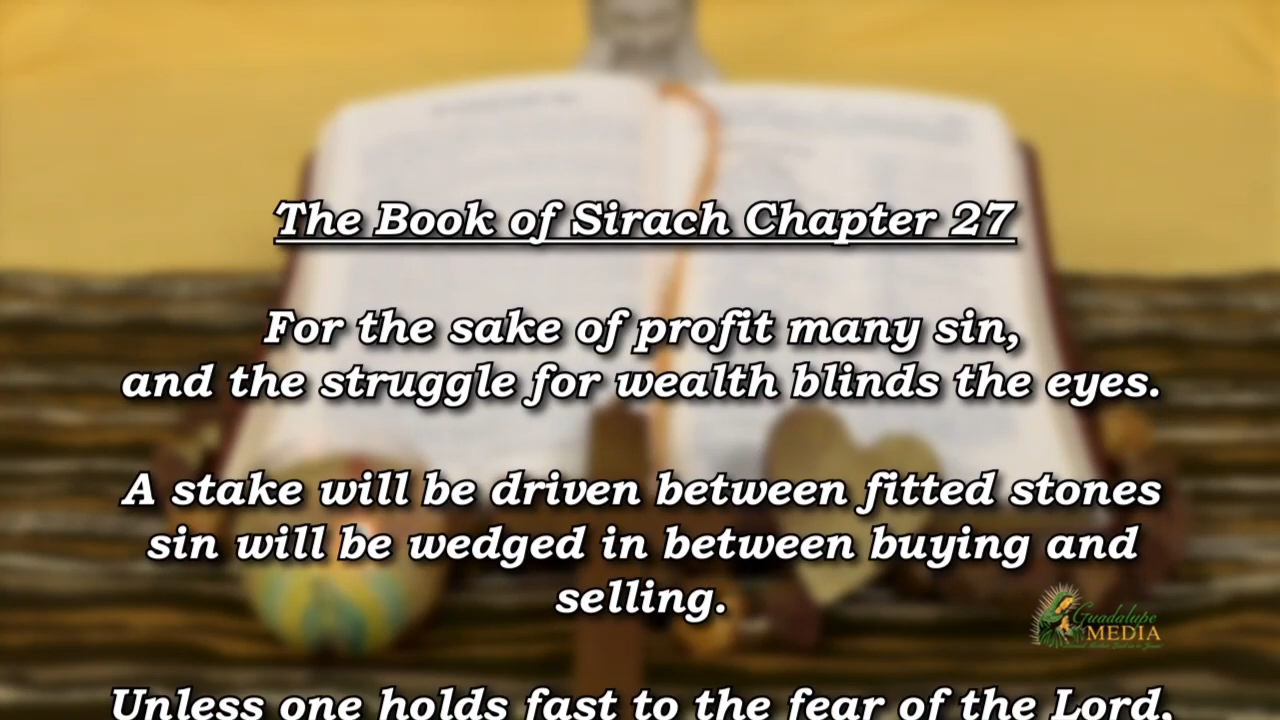 The Book of Sirach Chapter 27
For the sake of profit many sin,
and the struggle for wealth blinds the eyes.
A stake will be driven between fitted stones
sin will be wedged in between buying and
selling.
Guadalupe
MEDIA
Unless one holds fast to the fear of the Lord,